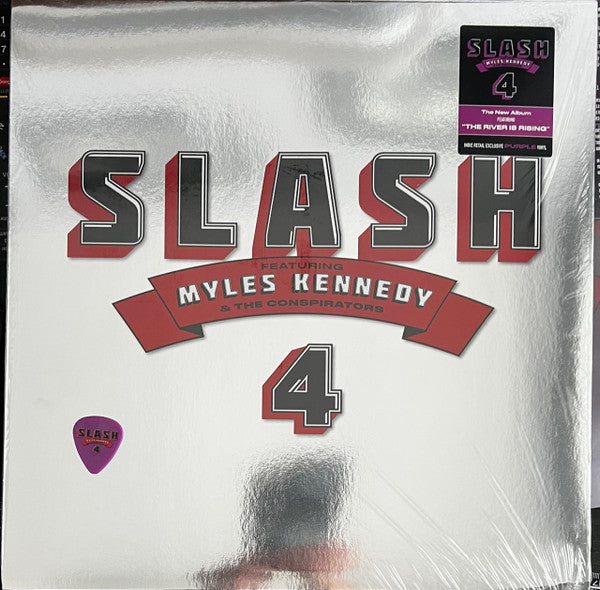 SLASH
MYLES KENNEDY
4
The New Album
FEATURING
"THE RIVER IS RISING"
INDIE RETAIL EXCLUSIVE PURPLE VINYL
SLASH
FEATURING
MYLES KENNEDY
& THE CONSPIRATORS
4
SLASH
4